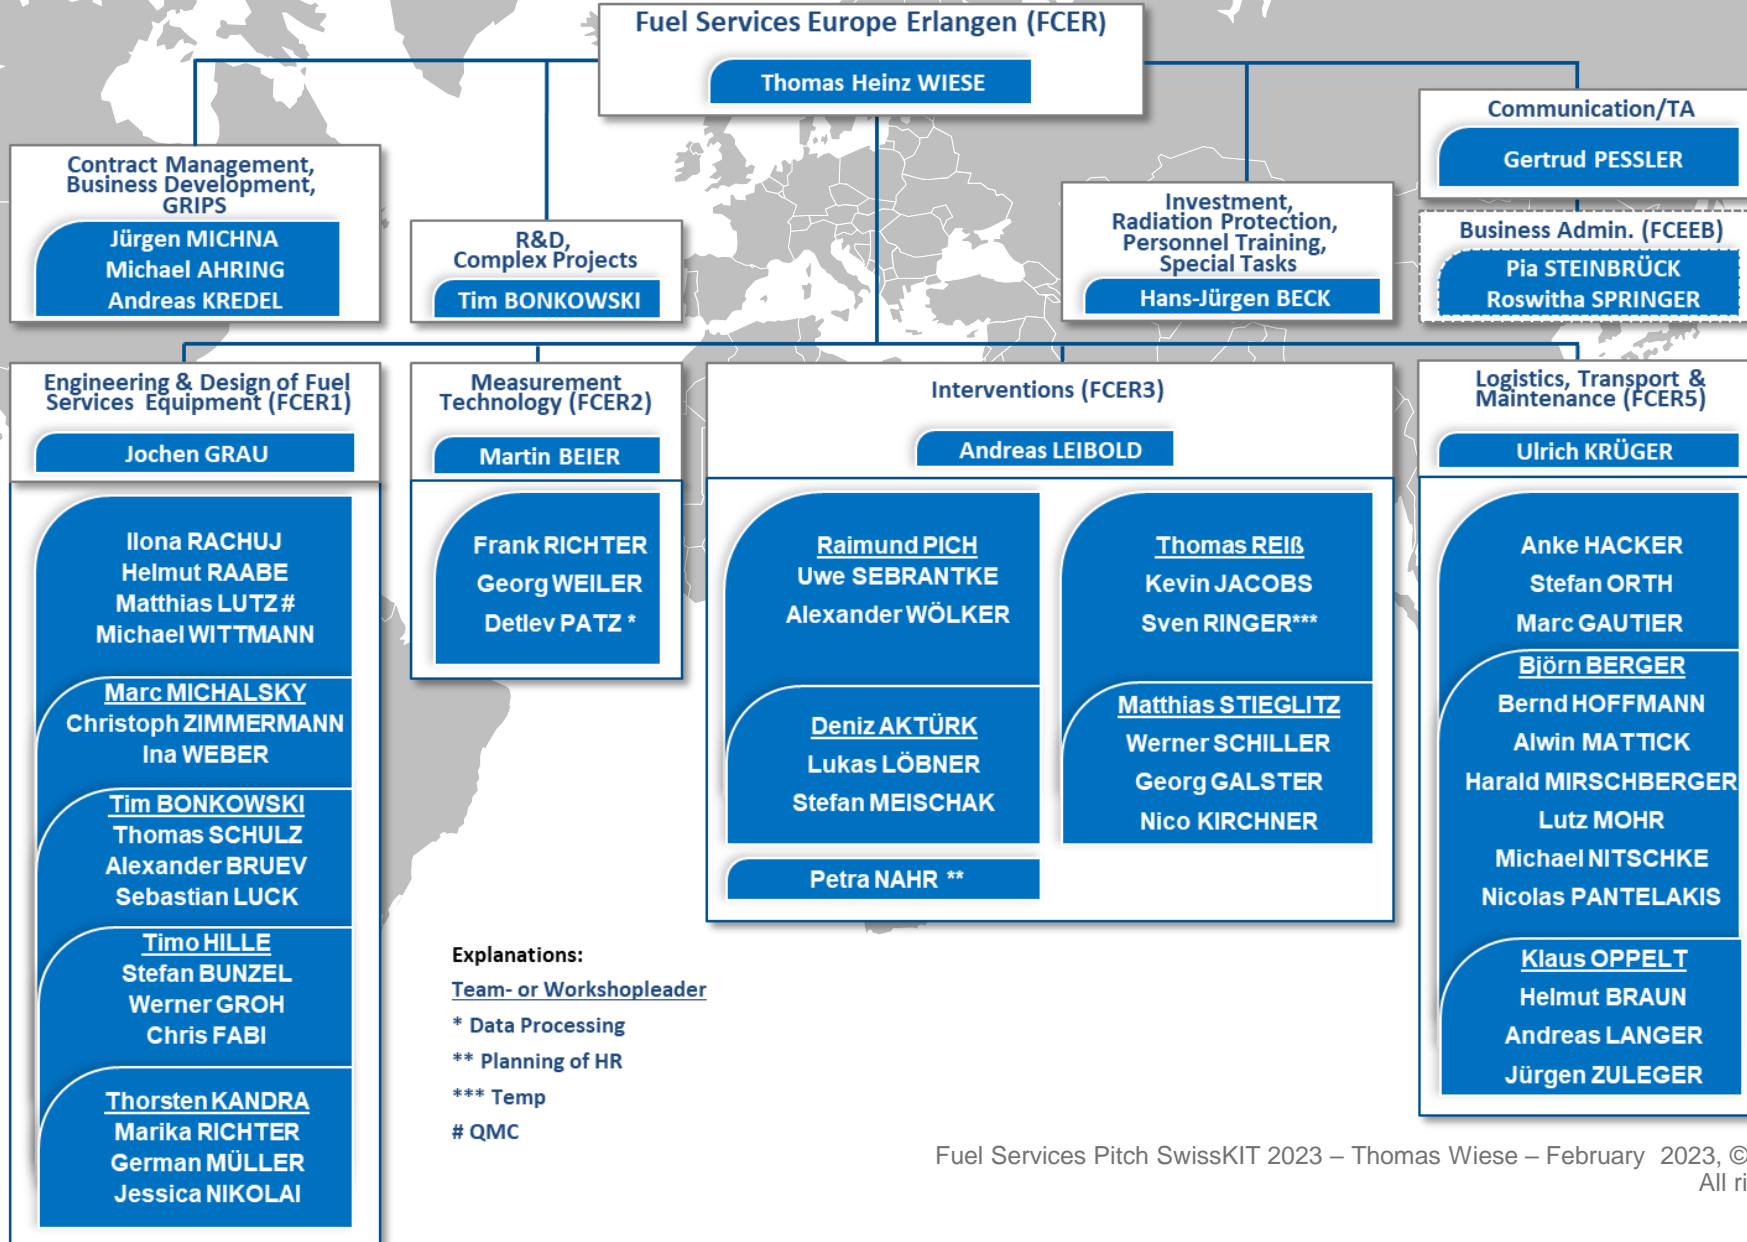 Fuel Services Europe Erlangen (FCER)
Thomas Heinz WIESE
Contract Management,
Business Development,
GRIPS
Jürgen MICHNA
Michael AHRING
Andreas KREDEL
R&D,
Complex Projects
Tim BONKOWSKI
Investment,
Radiation Protection,
Personnel Training,
Special Tasks
Hans-Jürgen BECK
Communication/TA
Gertrud PESSLER
Business Admin. (FCEEB)
Pia STEINBRÜCK
Roswitha SPRINGER
Engineering & Design of Fuel
Services Equipment (FCER1)
Jochen GRAU
Ilona RACHUJ
Helmut RAABE
Matthias LUTZ #
Michael WITTMANN
Marc MICHALSKY
Christoph ZIMMERMANN
Ina WEBER
Tim BONKOWSKI
Thomas SCHULZ
Alexander BRUEV
Sebastian LUCK
Timo HILLE
Stefan BUNZEL
Werner GROH
Chris FABI
Thorsten KANDRA
Marika RICHTER
German MÜLLER
Jessica NIKOLAI
Measurement
Technology (FCER2)
Martin BEIER
Frank RICHTER
Georg WEILER
Detlev PATZ *
Interventions (FCER3)
Andreas LEIBOLD
Raimund PICH
Uwe SEBRANTKE
Alexander WÖLKER
Deniz AKTÜRK
Lukas LÖBNER
Stefan MEISCHAK
Petra NAHR **
Thomas REIß
Kevin JACOBS
Sven RINGER***
Matthias STIEGLITZ
Werner SCHILLER
Georg GALSTER
Nico KIRCHNER
Logistics, Transport &
Maintenance (FCER5)
Ulrich KRÜGER
Anke HACKER
Stefan ORTH
Marc GAUTIER
Björn BERGER
Bernd HOFFMANN
Alwin MATTICK
Harald MIRSCHBERGER
Lutz MOHR
Michael NITSCHKE
Nicolas PANTELAKIS
Klaus OPPELT
Helmut BRAUN
Andreas LANGER
Jürgen ZULEGER
Explanations:
Team- or Workshopleader
* Data Processing
** Planning of HR
*** Temp
# QMC
Fuel Services Pitch SwissKIT 2023 – Thomas Wiese – February 2023, ©
All ri